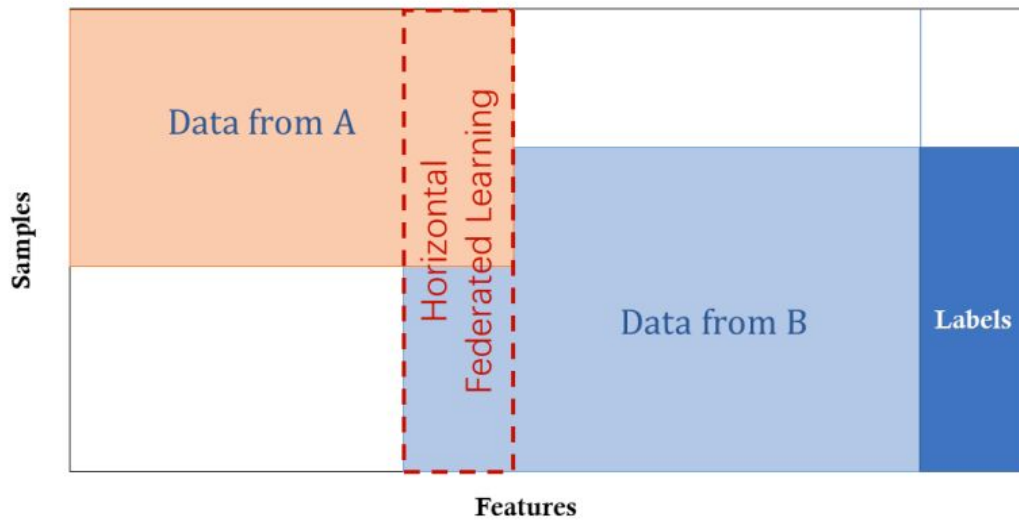 Data from A
Horizontal
Federated Learning
Samples
Data from B
Labels
Features